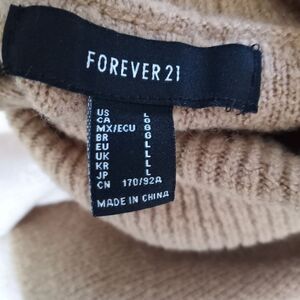 FOREVER 21
US L
CA G
MX/ECU G
BR G
EU L
UK L
KR L
JP L
CN 170/92A
MADE IN CHINA